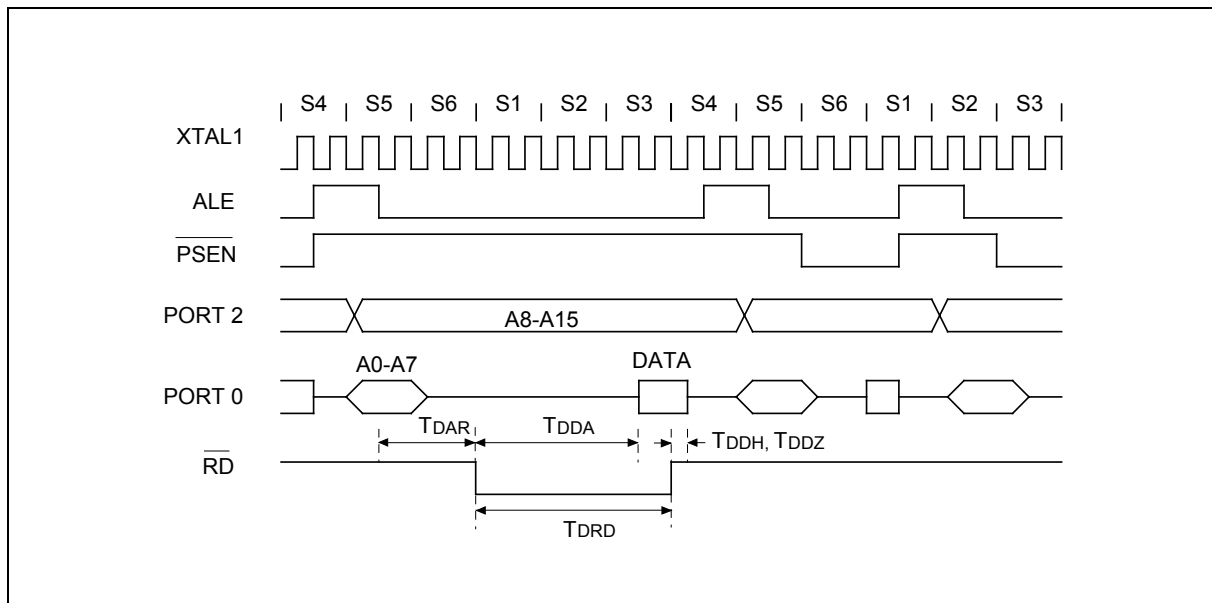 S4 S5 S6 S1 S2 S3 S4 S5 S6 S1 S2 S3
XTAL1
ALE
PSEN
PORT 2
A8-A15
A0-A7 DATA
PORT 0
TDAR TDDA TDDH, TDDZ
RD
TDRD